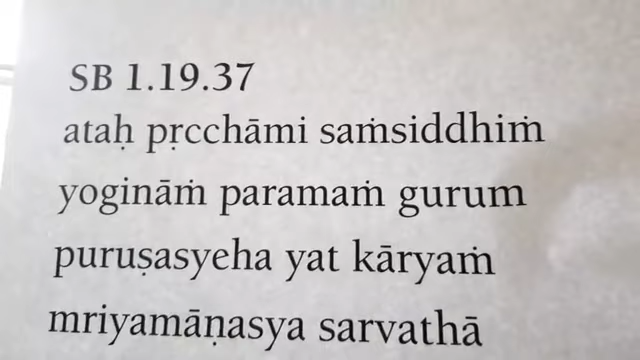 SB 1.19.37
ataḥ pṛcchāmi saṁsiddhiṁ
yogināṁ paramaṁ gurum
puruṣasyeha yat kāryaṁ
mriyamāṇasya sarvathā